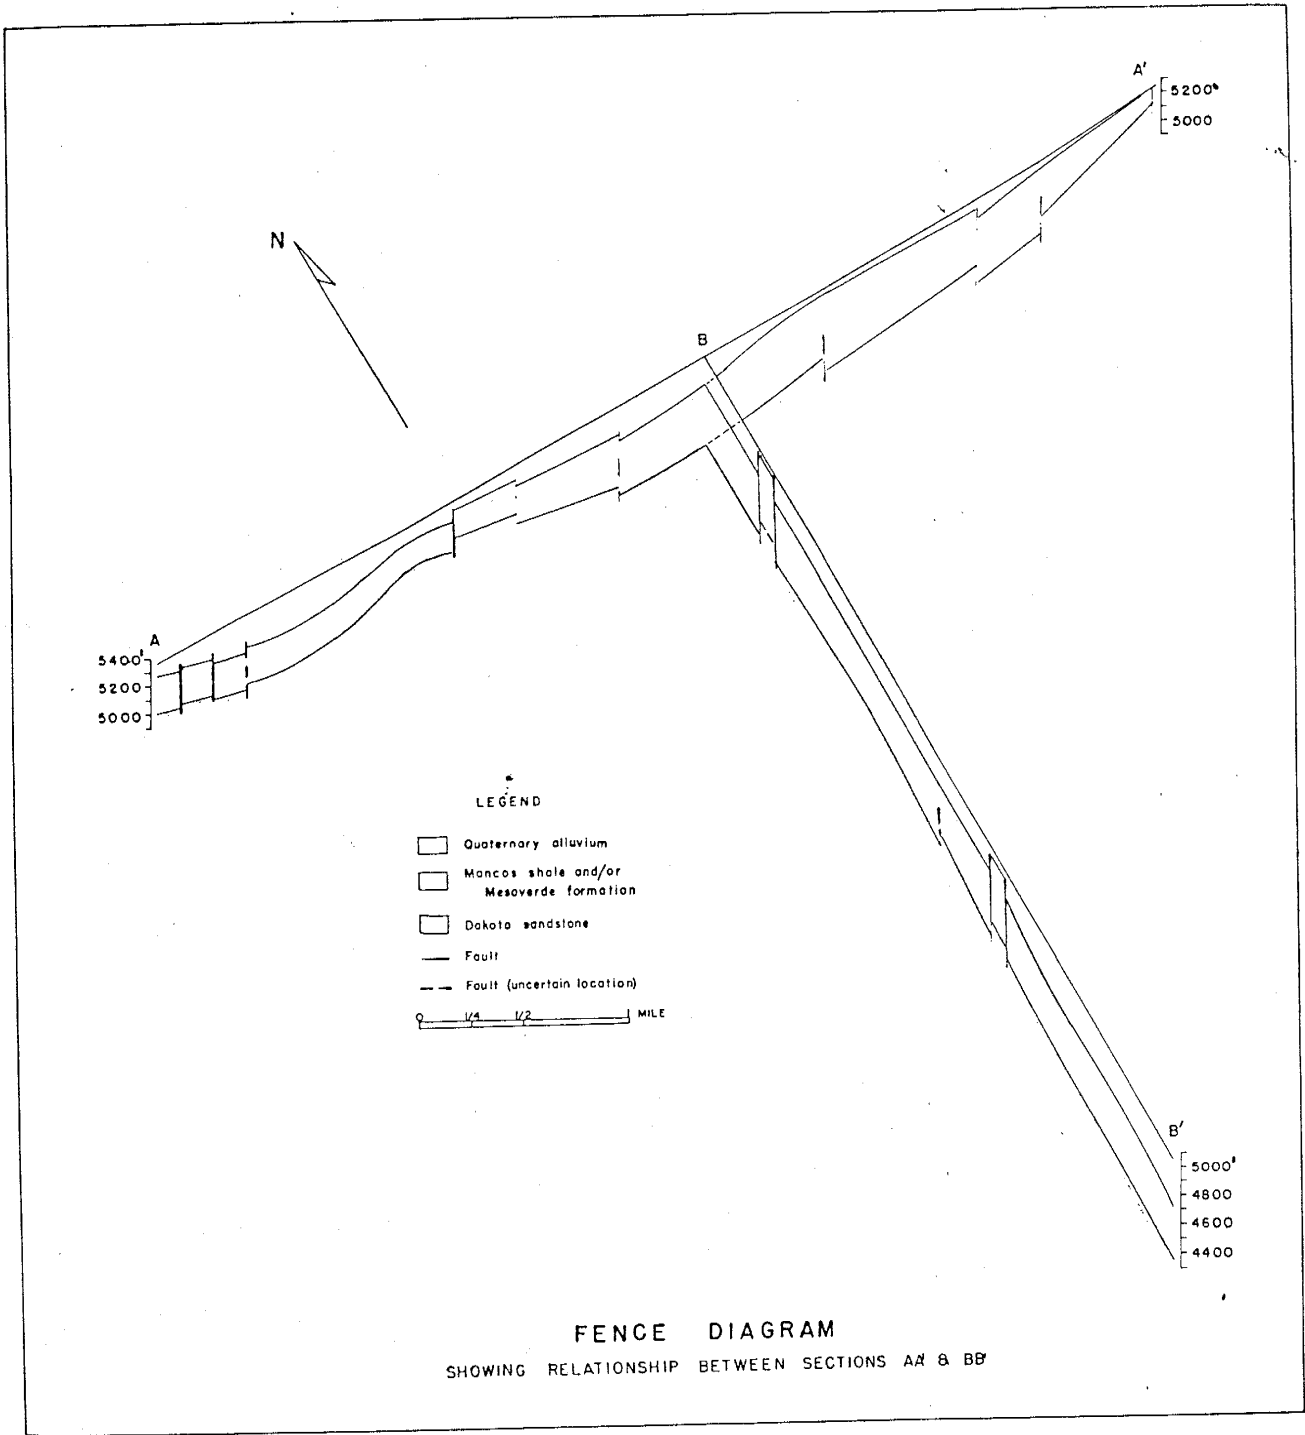 A'
5200'
5000
N
B
A
5400'
5200
5000
LEGEND
Quaternary alluvium
Mancos shale and/or
Mesaverde formation
Dakota sandstone
Fault
Fault (uncertain location)
0 1/4 1/2 1 MILE
B'
5000'
4800
4600
4400
FENCE DIAGRAM
SHOWING RELATIONSHIP BETWEEN SECTIONS AA' & BB'